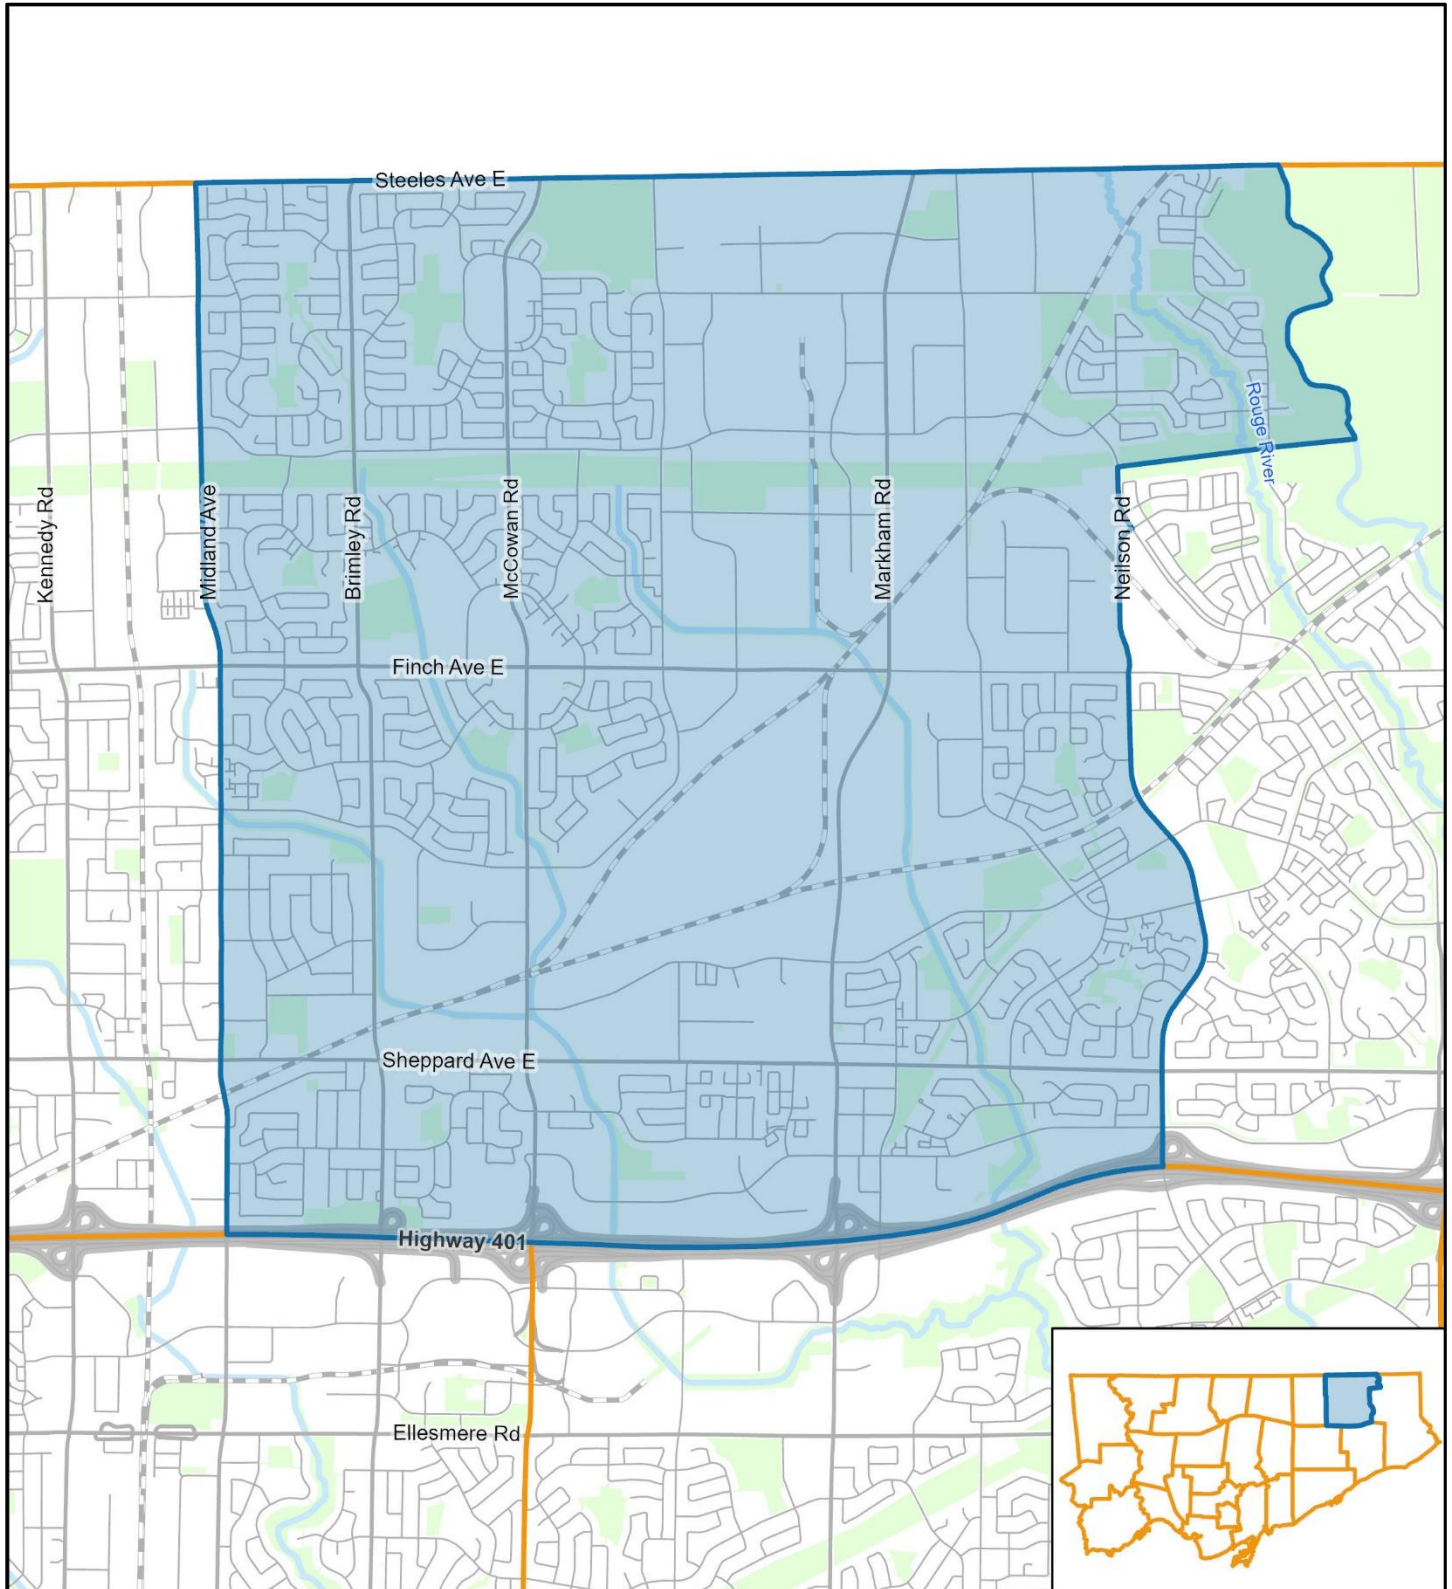 Steeles Ave E
Rouge River
Kennedy Rd
Midland Ave
Brimley Rd
McCowan Rd
Markham Rd
Neilson Rd
Finch Ave E
Sheppard Ave E
Highway 401
Ellesmere Rd